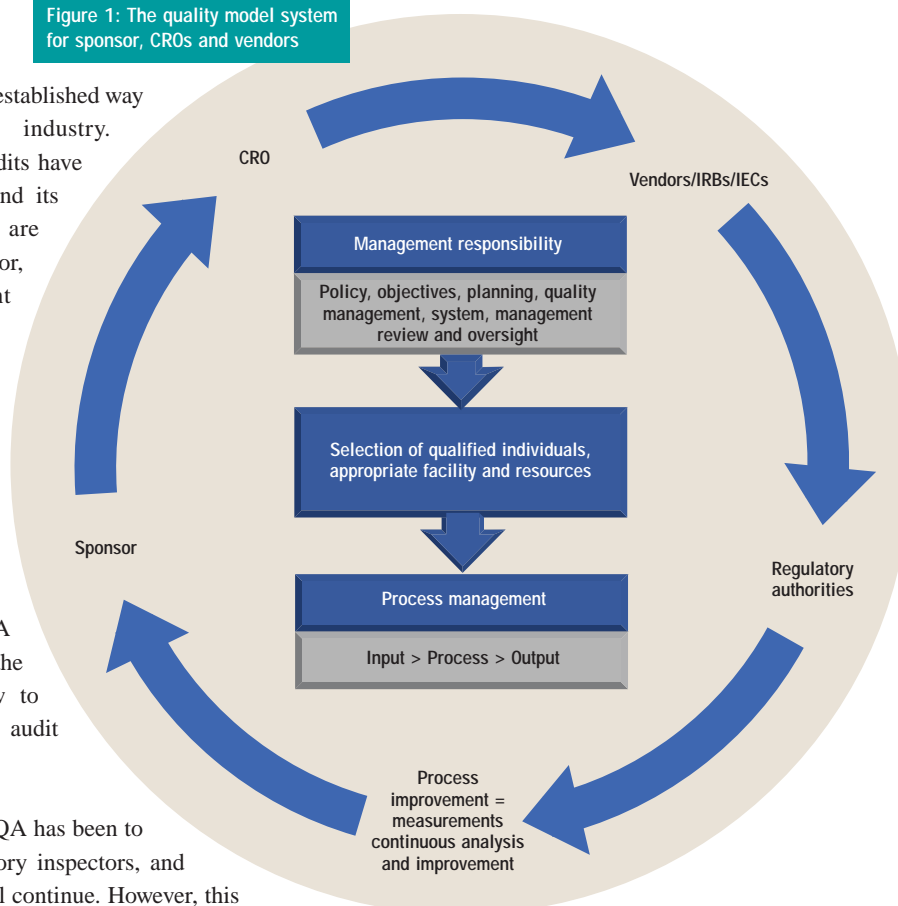 Figure 1: The quality model system
for sponsor, CROs and vendors
established way
industry.
dits have
nd its
are
or,
nt
A
he
y to
audit
QA has been to
ory inspectors, and
l continue. However, this
CRO
Vendors/IRBs/IECs
Management responsibility
Policy, objectives, planning, quality
management, system, management
review and oversight
Selection of qualified individuals,
appropriate facility and resources
Sponsor
Regulatory
authorities
Process management
Input > Process > Output
Process
improvement =
measurements
continuous analysis
and improvement